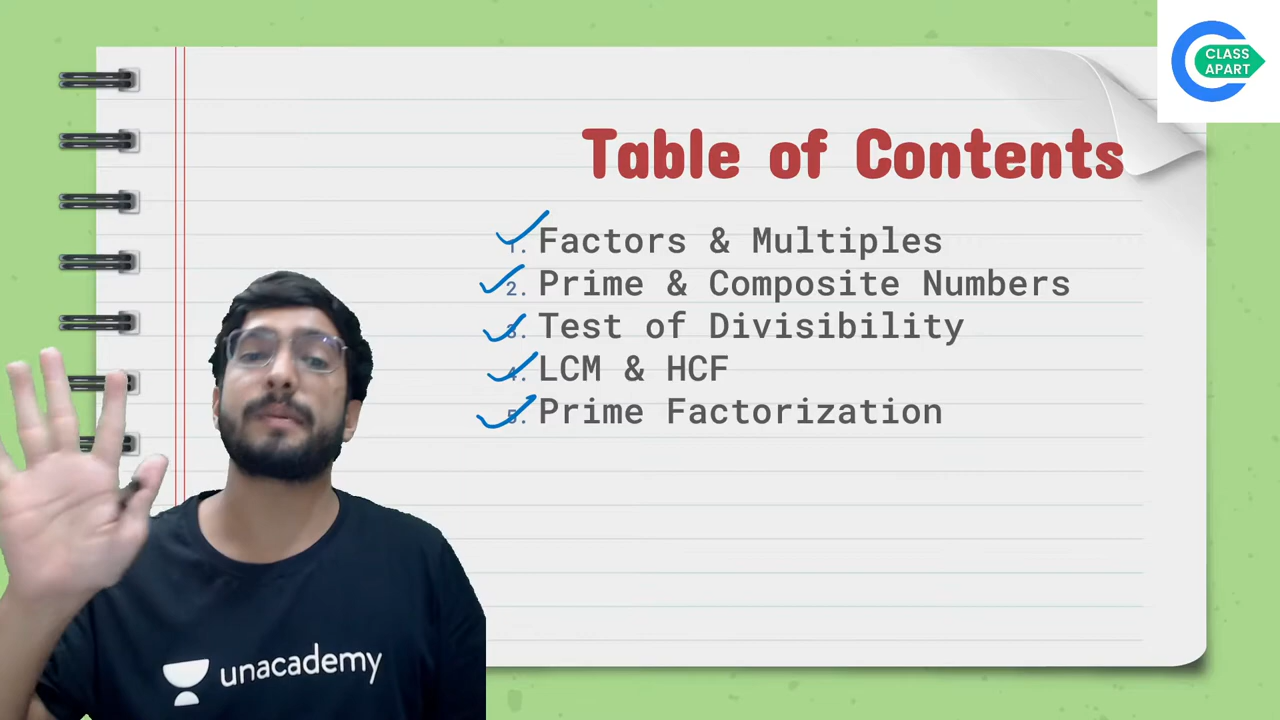 CLASS
APART
Table of Contents
1. Factors & Multiples
2. Prime & Composite Numbers
3. Test of Divisibility
4. LCM & HCF
5. Prime Factorization
unacademy